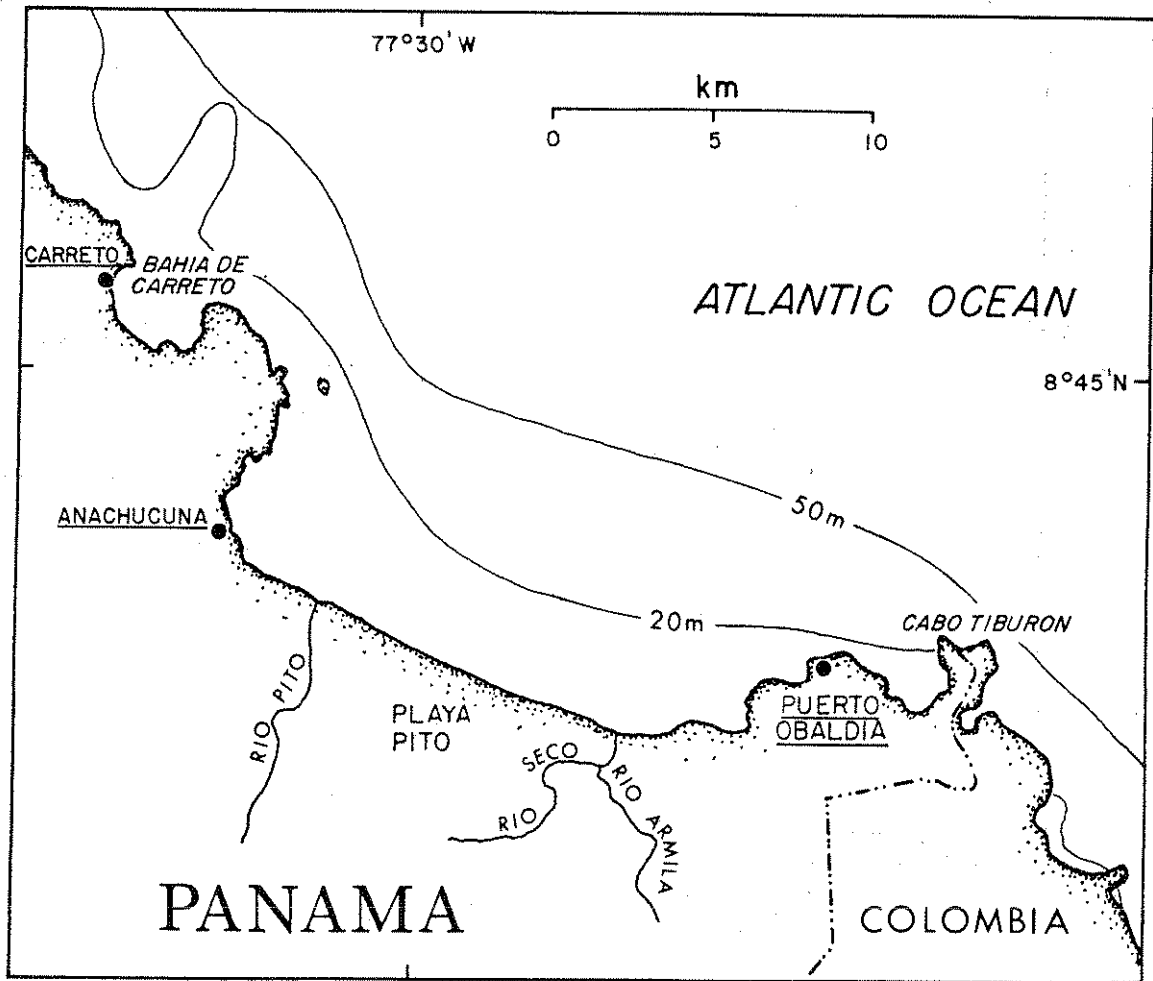 77°30' W
km
0 5 10
CARRETO
BAHIA DE
CARRETO
ATLANTIC OCEAN
8°45'N
ANACHUCUNA
50m
20m
CABO TIBURON
RIO PITO
PLAYA
PITO
PUERTO
OBALDIA
RIO SECO
RIO ARMILA
PANAMA
COLOMBIA